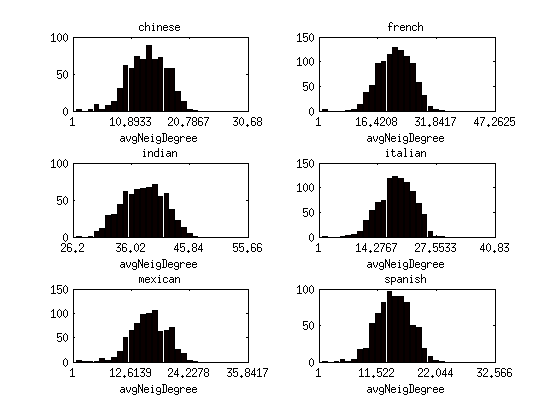 chinese
100
50
0
1 10.8933 20.7867 30.68
avgNeigDegree
french
150
100
50
0
1 16.4208 31.8417 47.2625
avgNeigDegree
indian
100
50
0
26.2 36.02 45.84 55.66
avgNeigDegree
italian
150
100
50
0
1 14.2767 27.5533 40.83
avgNeigDegree
mexican
150
100
50
0
1 12.6139 24.2278 35.8417
avgNeigDegree
spanish
100
50
0
1 11.522 22.044 32.566
avgNeigDegree